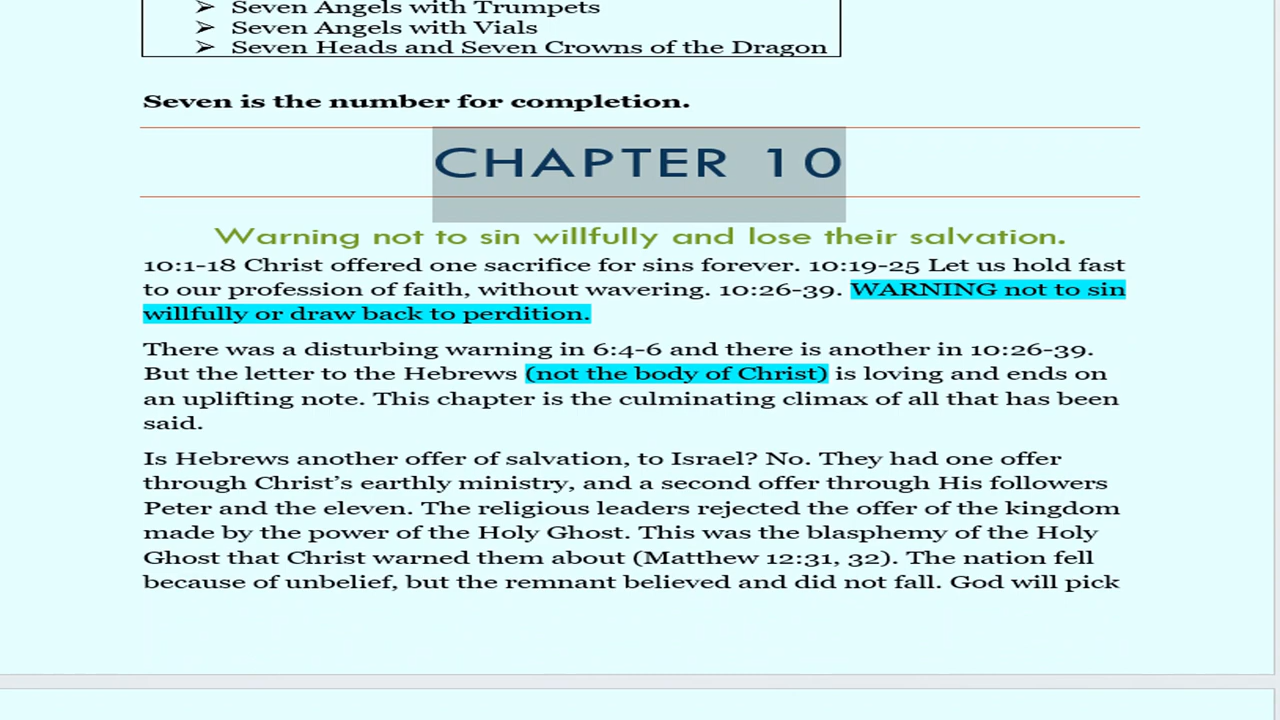 ➢ Seven Angels with Trumpets
➢ Seven Angels with Vials
➢ Seven Heads and Seven Crowns of the Dragon
Seven is the number for completion.
CHAPTER 10
Warning not to sin willfully and lose their salvation.
10:1-18 Christ offered one sacrifice for sins forever. 10:19-25 Let us hold fast
to our profession of faith, without wavering. 10:26-39. WARNING not to sin
willfully or draw back to perdition.
There was a disturbing warning in 6:4-6 and there is another in 10:26-39.
But the letter to the Hebrews (not the body of Christ) is loving and ends on
an uplifting note. This chapter is the culminating climax of all that has been
said.
Is Hebrews another offer of salvation, to Israel? No. They had one offer
through Christ’s earthly ministry, and a second offer through His followers
Peter and the eleven. The religious leaders rejected the offer of the kingdom
made by the power of the Holy Ghost. This was the blasphemy of the Holy
Ghost that Christ warned them about (Matthew 12:31, 32). The nation fell
because of unbelief, but the remnant believed and did not fall. God will pick